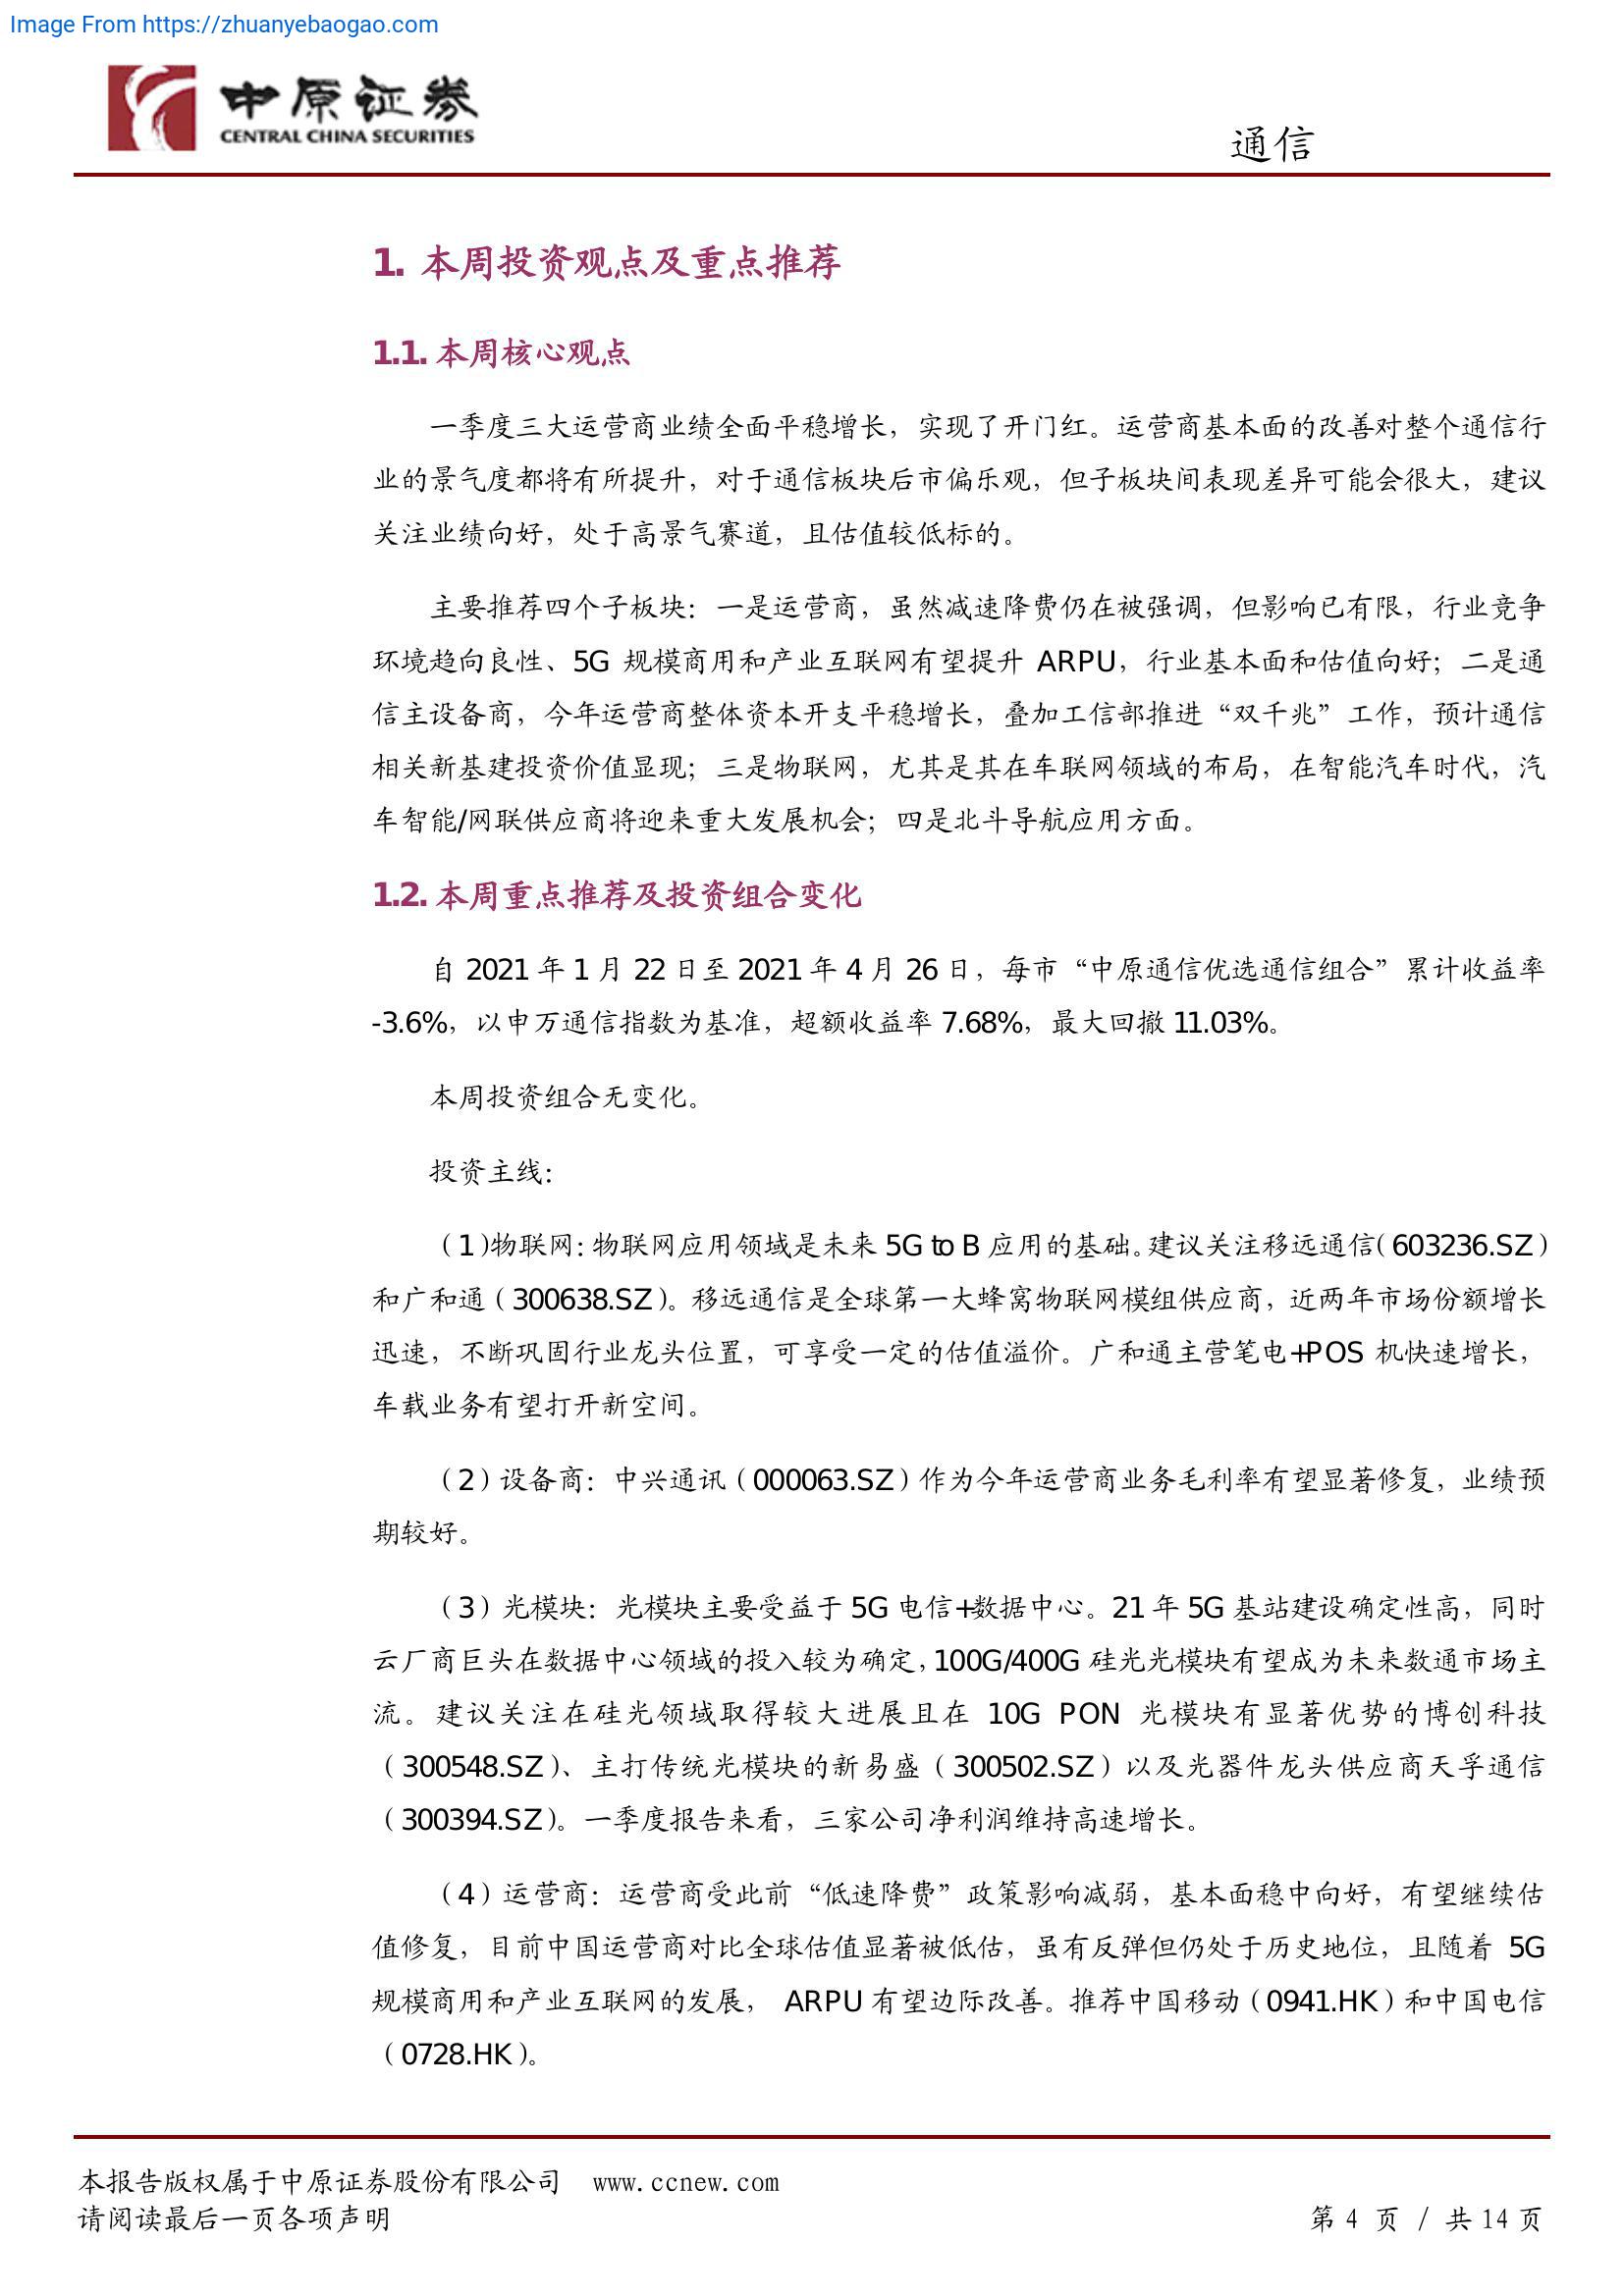 Image From https://zhuanyebaogao.com
中原证券
CENTRAL CHINA SECURITIES
通信
1. 本周投资观点及重点推荐
1.1. 本周核心观点
一季度三大运营商业绩全面平稳增长，实现了开门红。运营商基本面的改善对整个通信行
业的景气度都将有所提升，对于通信板块后市偏乐观，但子板块间表现差异可能会很大，建议
关注业绩向好，处于高景气赛道，且估值较低标的。
主要推荐四个子板块：一是运营商，虽然减速降费仍在被强调，但影响已有限，行业竞争
环境趋向良性、5G 规模商用和产业互联网有望提升 ARPU，行业基本面和估值向好；二是通
信主设备商，今年运营商整体资本开支平稳增长，叠加工信部推进“双千兆”工作，预计通信
相关新基建投资价值显现；三是物联网，尤其是其在车联网领域的布局，在智能汽车时代，汽
车智能/网联供应商将迎来重大发展机会；四是北斗导航应用方面。
1.2. 本周重点推荐及投资组合变化
自 2021 年 1 月 22 日至 2021 年 4 月 26 日，每市“中原通信优选通信组合”累计收益率
-3.6%，以申万通信指数为基准，超额收益率 7.68%，最大回撤 11.03%。
本周投资组合无变化。
投资主线：
（1）物联网：物联网应用领域是未来 5G to B 应用的基础。建议关注移远通信（603236.SZ）
和广和通（300638.SZ）。移远通信是全球第一大蜂窝物联网模组供应商，近两年市场份额增长
迅速，不断巩固行业龙头位置，可享受一定的估值溢价。广和通主营笔电+POS 机快速增长，
车载业务有望打开新空间。
（2）设备商：中兴通讯（000063.SZ）作为今年运营商业务毛利率有望显著修复，业绩预
期较好。
（3）光模块：光模块主要受益于 5G 电信+数据中心。21 年 5G 基站建设确定性高，同时
云厂商巨头在数据中心领域的投入较为确定，100G/400G 硅光光模块有望成为未来数通市场主
流。建议关注在硅光领域取得较大进展且在 10G PON 光模块有显著优势的博创科技
（300548.SZ）、主打传统光模块的新易盛（300502.SZ）以及光器件龙头供应商天孚通信
（300394.SZ）。一季度报告来看，三家公司净利润维持高速增长。
（4）运营商：运营商受此前“低速降费”政策影响减弱，基本面稳中向好，有望继续估
值修复，目前中国运营商对比全球估值显著被低估，虽有反弹但仍处于历史地位，且随着 5G
规模商用和产业互联网的发展， ARPU 有望边际改善。推荐中国移动（0941.HK）和中国电信
（0728.HK）。
本报告版权属于中原证券股份有限公司 www.ccnew.com
请阅读最后一页各项声明
第 4 页 / 共 14 页